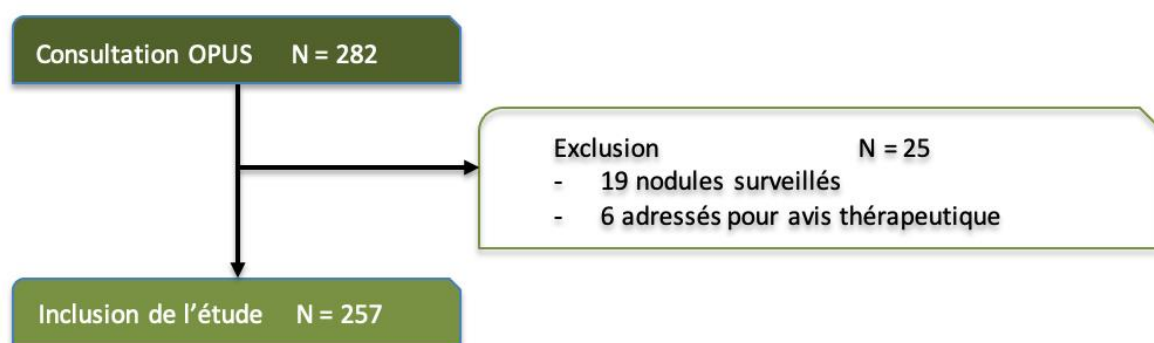 Consultation OPUS N = 282
Exclusion N = 25
- 19 nodules surveillés
- 6 adressés pour avis thérapeutique
Inclusion de l'étude N = 257